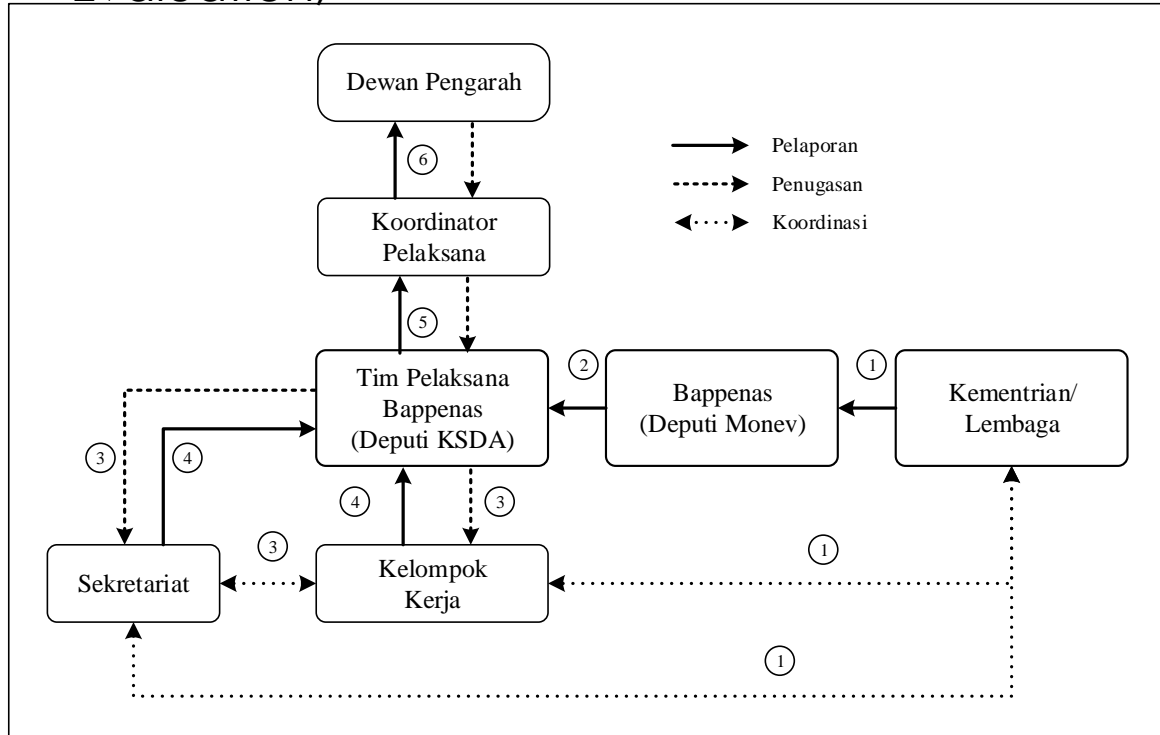 Dewan Pengarah
6
Pelaporan
Penugasan
Koordinasi
Koordinator
Pelaksana
5
Tim Pelaksana
Bappenas
(Deputi KSDA)
2
Bappenas
(Deputi Monev)
1
Kementrian/
Lembaga
3
4
4
3
Sekretariat
3
Kelompok
Kerja
1
1